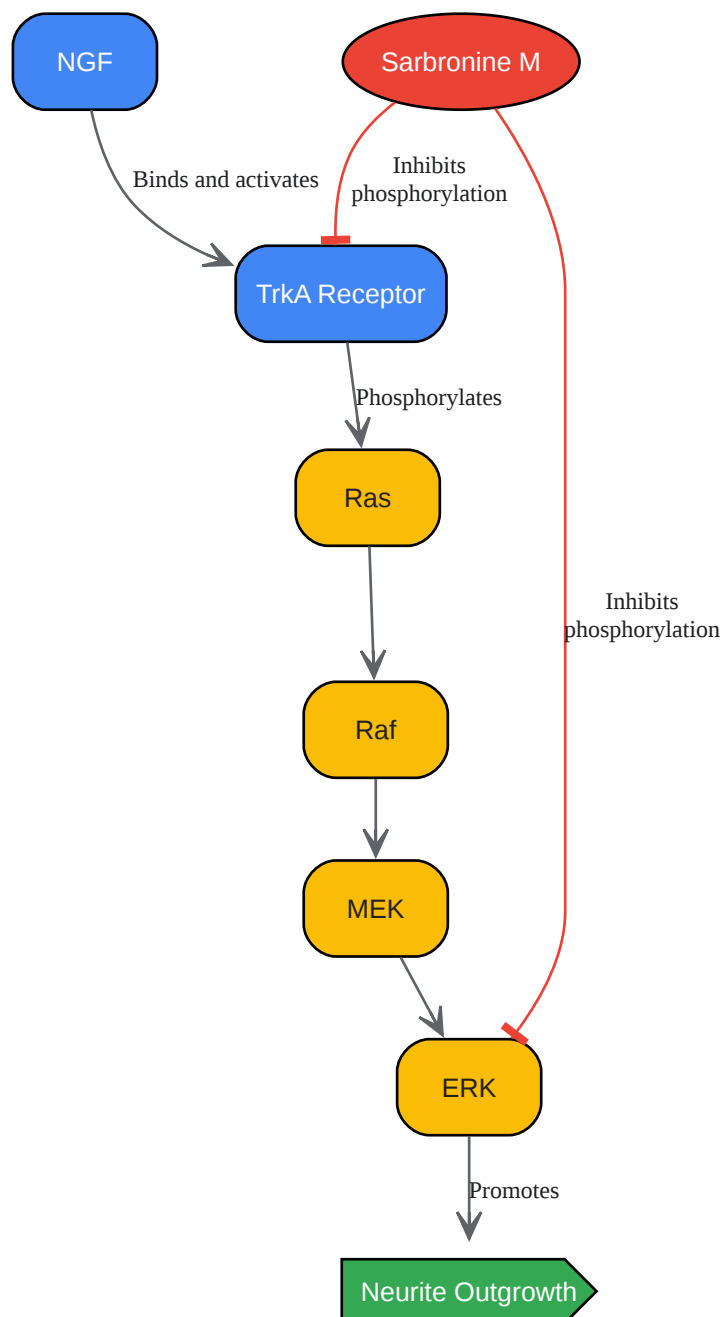 NGF
Sarbronine M
Binds and activates
Inhibits
phosphorylation
TrkA Receptor
Phosphorylates
Ras
Inhibits
phosphorylation
Raf
MEK
ERK
Promotes
Neurite Outgrowth